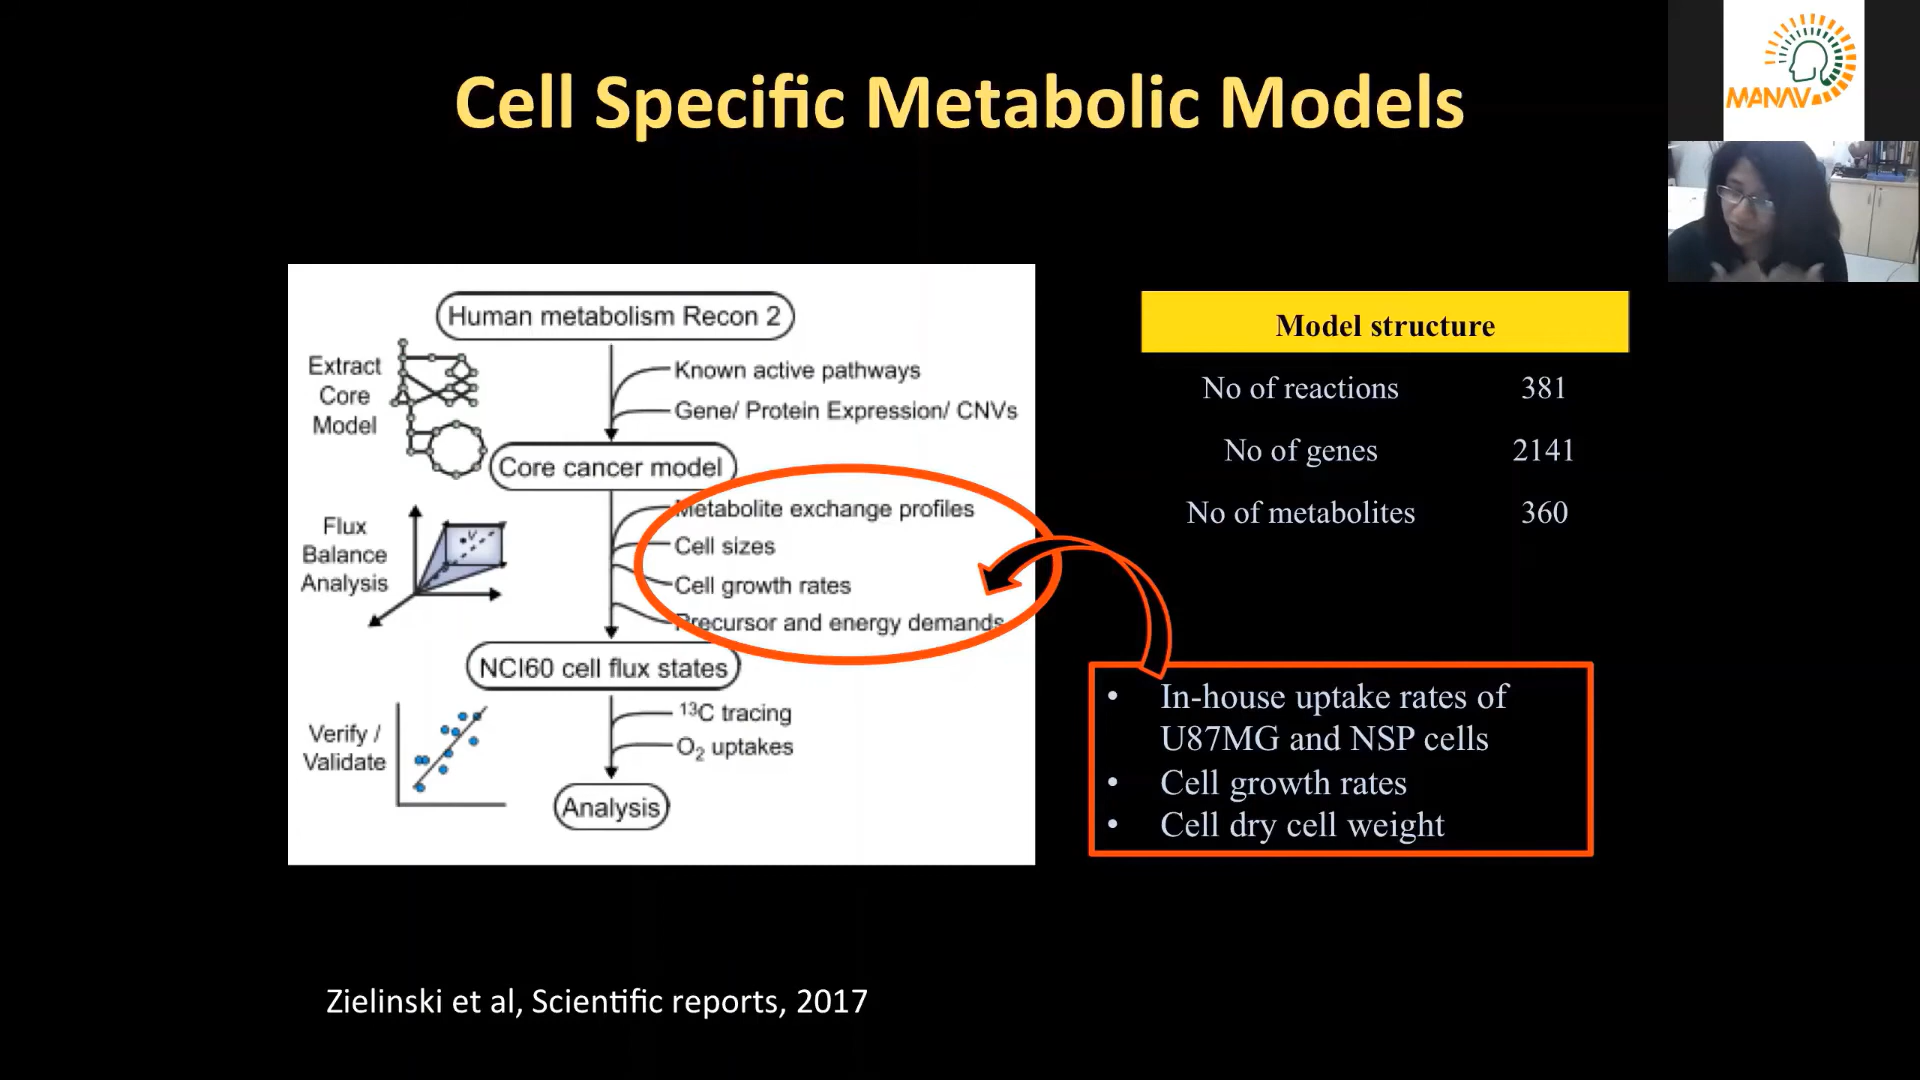 Cell Specific Metabolic Models
MANAV
Human metabolism Recon 2
Extract
Core
Model
Known active pathways
Gene/ Protein Expression/ CNVs
Core cancer model
Flux
Balance
Analysis
v
Metabolite exchange profiles
Cell sizes
Cell growth rates
Precursor and energy demands
NCI60 cell flux states
Verify /
Validate
¹³C tracing
O₂ uptakes
Analysis
Model structure
No of reactions 381
No of genes 2141
No of metabolites 360
• In-house uptake rates of
U87MG and NSP cells
• Cell growth rates
• Cell dry cell weight
Zielinski et al, Scientific reports, 2017